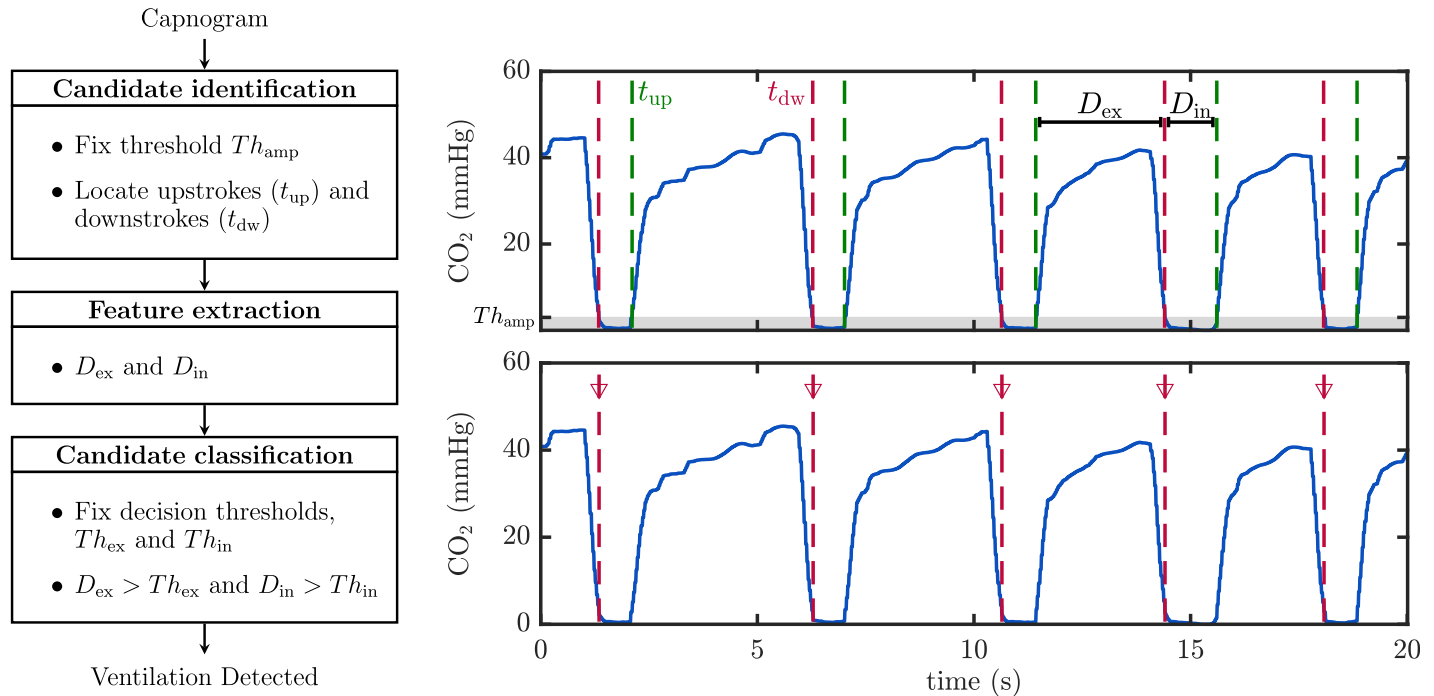 Capnogram
Candidate identification
• Fix threshold Th_amp
• Locate upstrokes (t_up) and
downstrokes (t_dw)
Feature extraction
• D_ex and D_in
Candidate classification
• Fix decision thresholds,
Th_ex and Th_in
• D_ex > Th_ex and D_in > Th_in
Ventilation Detected
60
40
20
Th_amp
CO₂ (mmHg)
t_up
t_dw
D_ex
D_in
60
40
20
0
CO₂ (mmHg)
0 5 10 15 20
time (s)